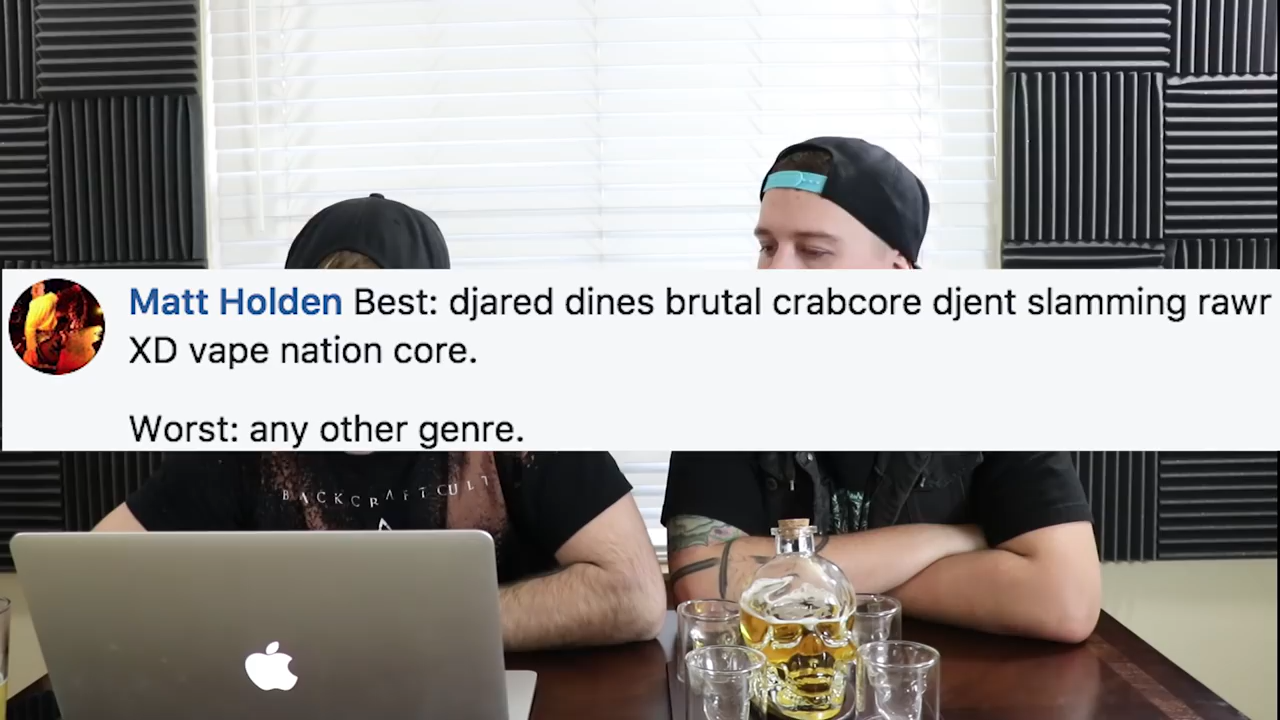 Matt Holden Best: djared dines brutal crabcore djent slamming rawr
XD vape nation core.
Worst: any other genre.
BACKCRAFTCULT